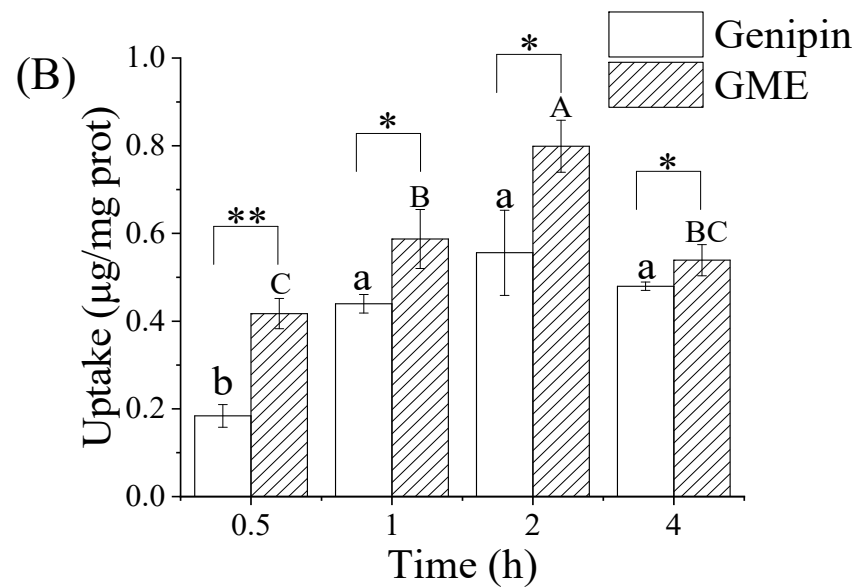 (B)
Genipin
GME
Uptake (μg/mg prot)
1.0
0.8
0.6
0.4
0.2
0.0
** * * *
b C a B a A a BC
0.5 1 2 4
Time (h)